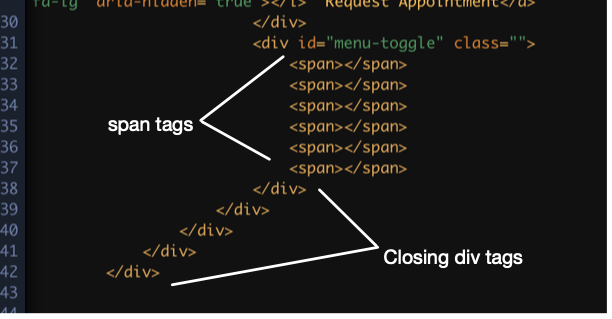 fa-lg" aria-hidden="true"></i> Request Appointment</a>
30 </div>
31 <div id="menu-toggle" class="">
32 <span></span>
33 <span></span>
34 <span></span>
35 <span></span>
36 <span></span>
37 <span></span>
38 </div>
39 </div>
40 </div>
41 </div>
42 </div>
43
44
span tags
Closing div tags